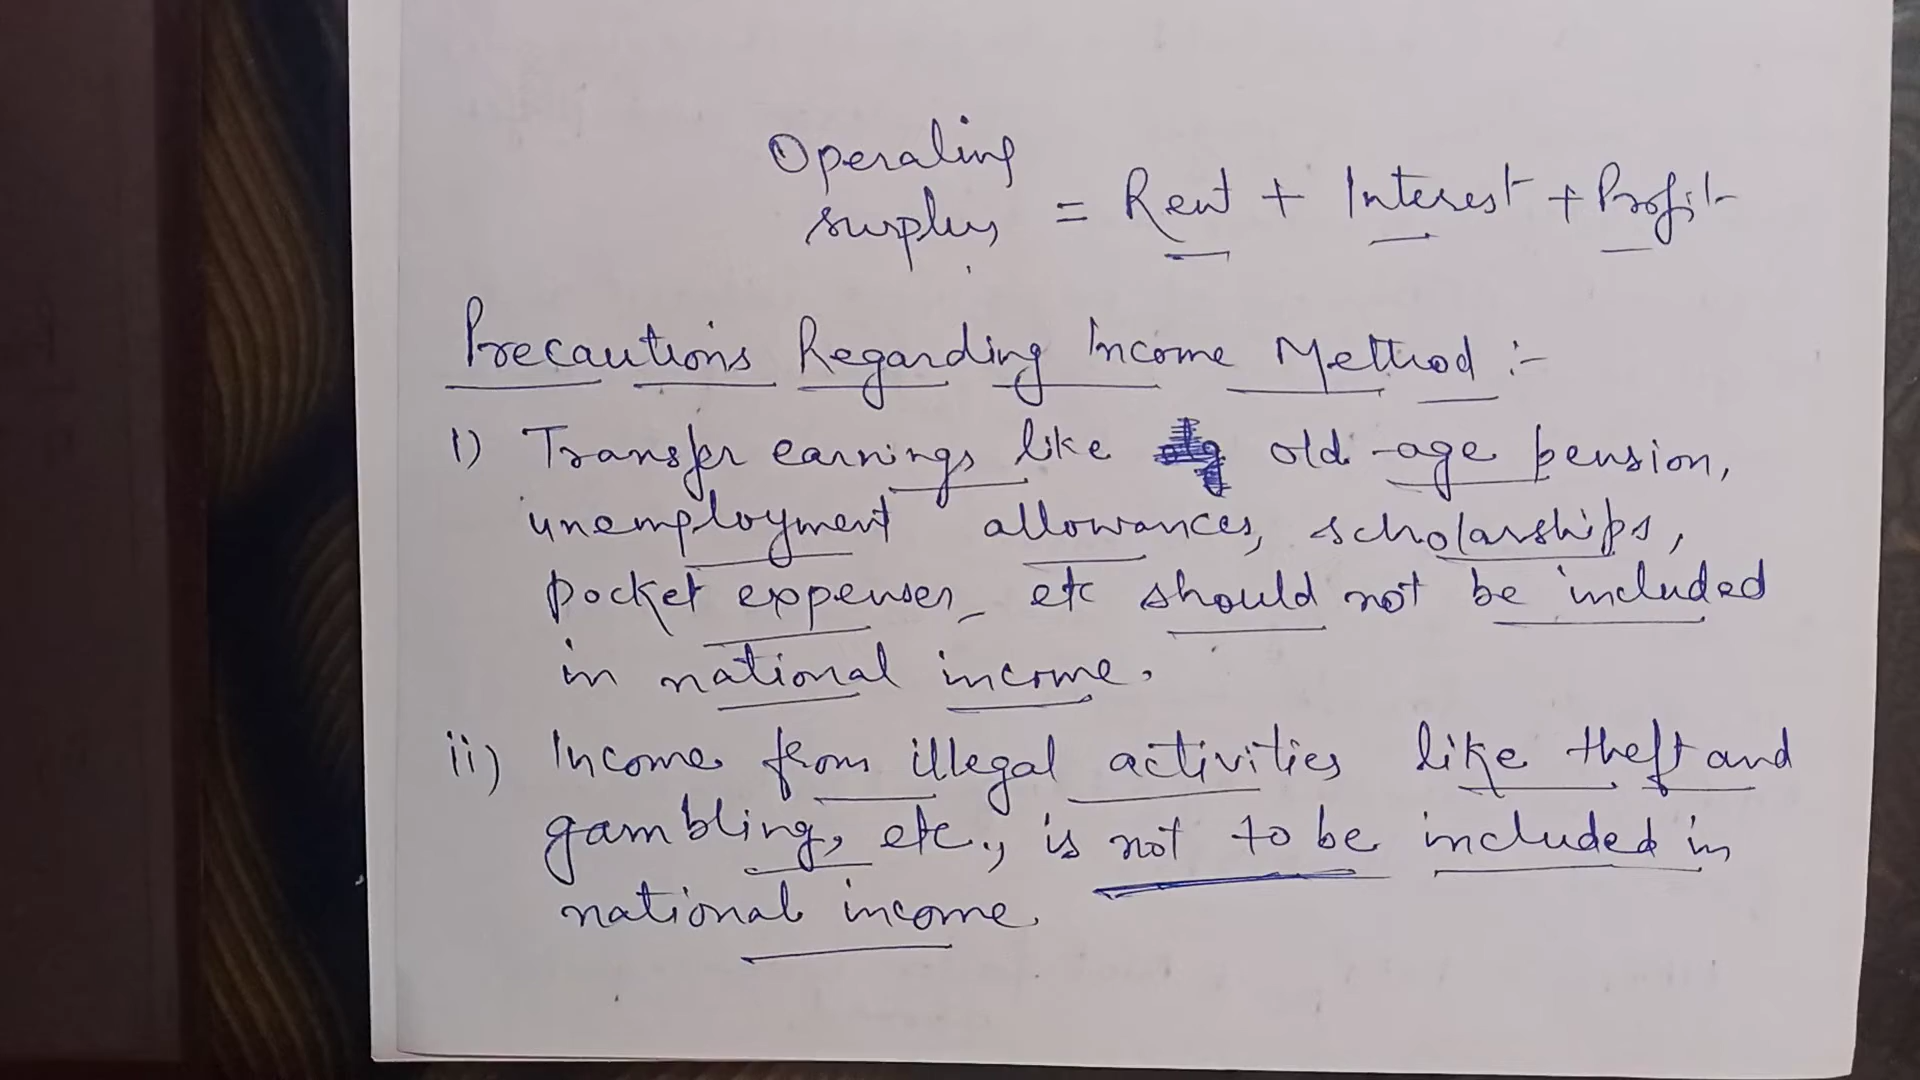 Operating
surplus = Rent + Interest + Profit
Precautions Regarding Income Method :-
i) Transfer earnings like old-age pension,
unemployment allowances, scholarships,
pocket expenses, etc should not be included
in national income.
ii) Income from illegal activities like theft and
gambling, etc., is not to be included in
national income.